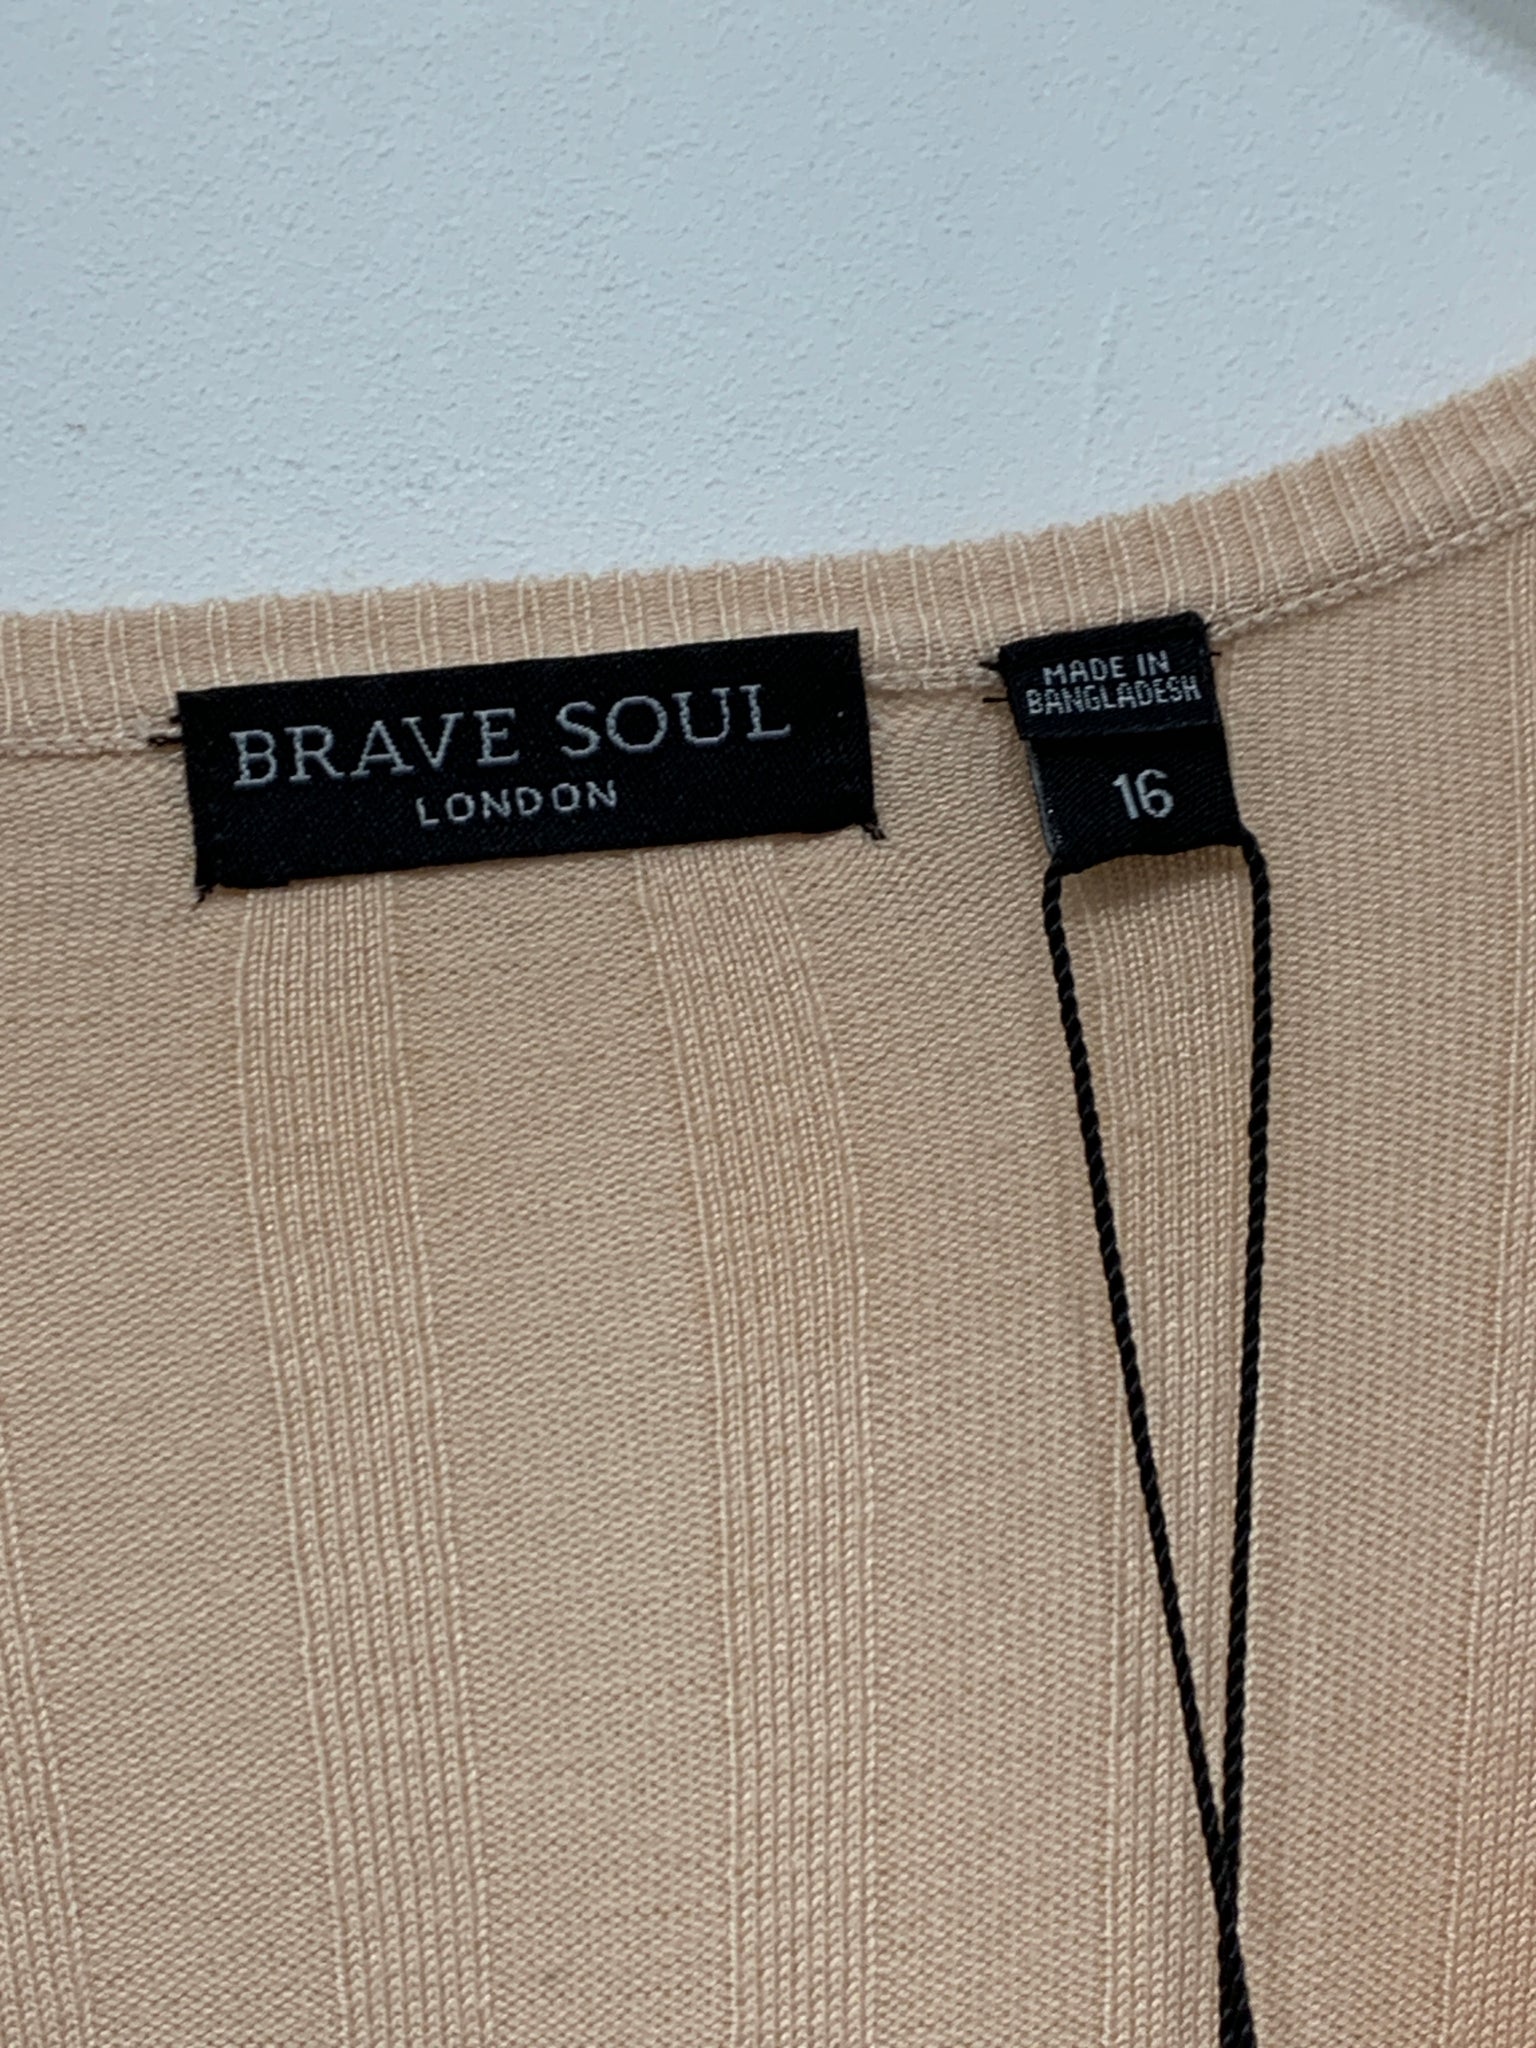 BRAVE SOUL
LONDON
MADE IN
BANGLADESH
16